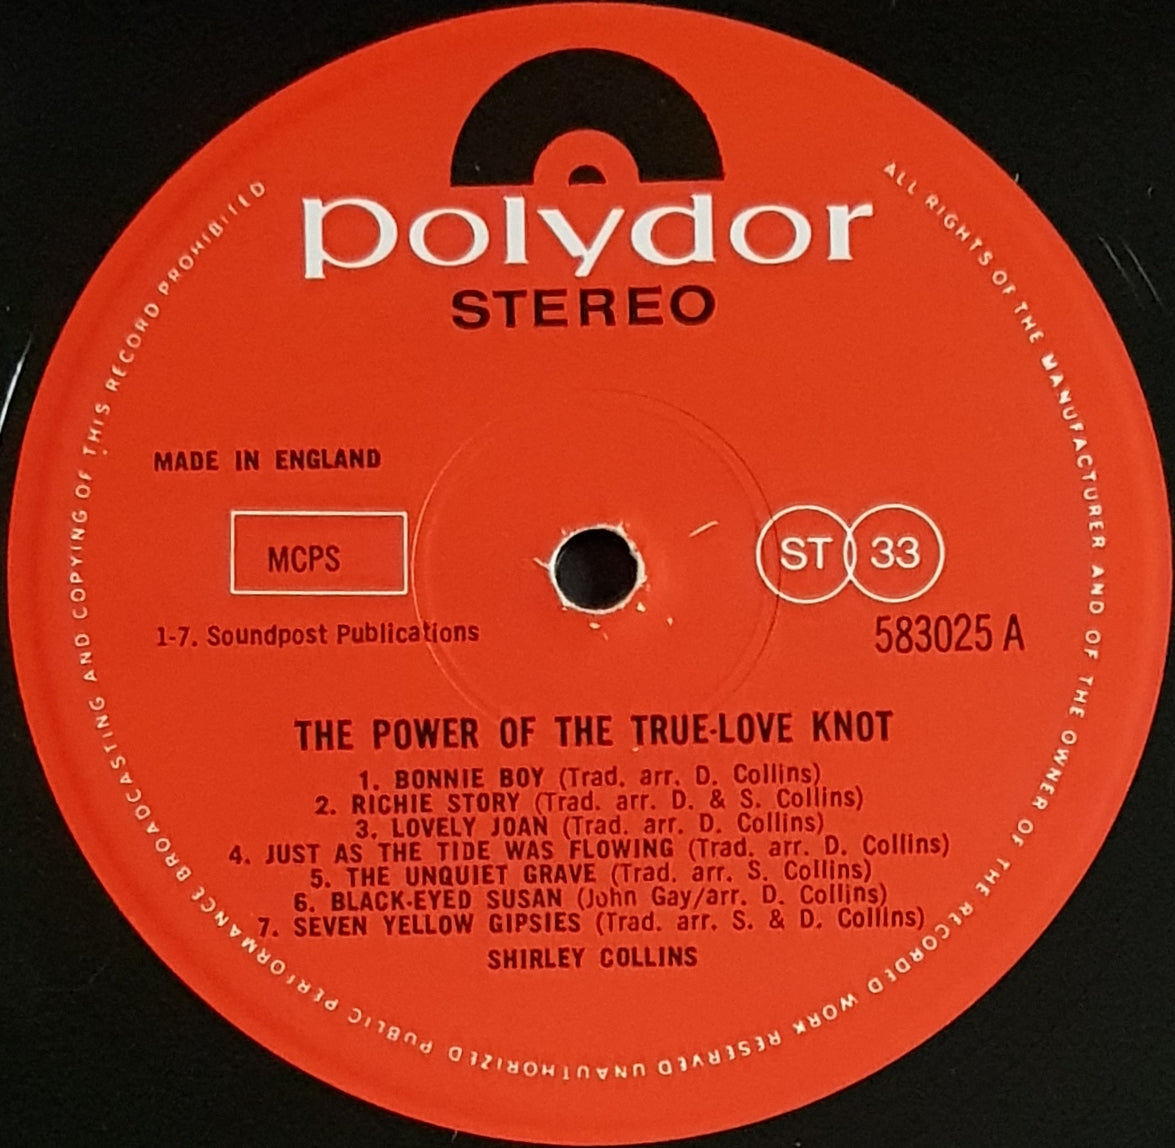 polydor
STEREO
ALL RIGHTS OF THE MANUFACTURER AND OF THE OWNER OF THE RECORDED WORK RESERVED UNAUTHORIZED PUBLIC PERFORMANCE BROADCASTING AND COPYING OF THIS RECORD PROHIBITED
MADE IN ENGLAND
MCPS
ST 33
1-7. Soundpost Publications
583025 A
THE POWER OF THE TRUE-LOVE KNOT
1. BONNIE BOY (Trad. arr. D. Collins)
2. RICHIE STORY (Trad. arr. D. & S. Collins)
3. LOVELY JOAN (Trad. arr. D. Collins)
4. JUST AS THE TIDE WAS FLOWING (Trad. arr. D. Collins)
5. THE UNQUIET GRAVE (Trad. arr. S. Collins)
6. BLACK-EYED SUSAN (John Gay/arr. D. Collins)
7. SEVEN YELLOW GIPSIES (Trad. arr. S. & D. Collins)
SHIRLEY COLLINS